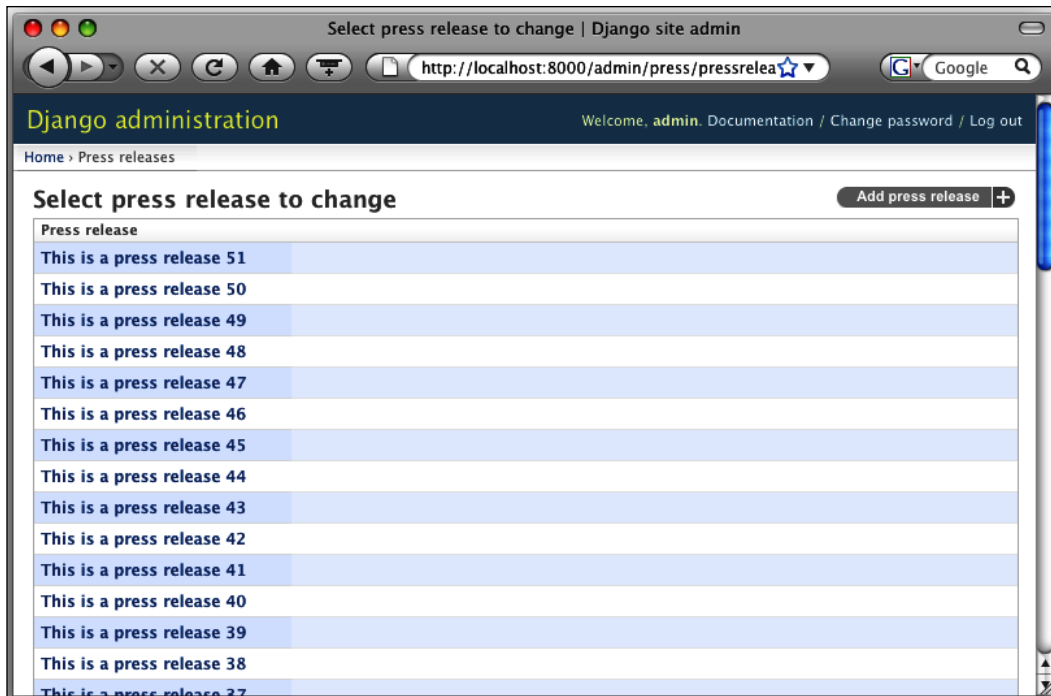 Select press release to change | Django site admin
http://localhost:8000/admin/press/pressrelea
G Google
Django administration
Welcome, admin. Documentation / Change password / Log out
Home › Press releases
Select press release to change
Add press release +
Press release
This is a press release 51
This is a press release 50
This is a press release 49
This is a press release 48
This is a press release 47
This is a press release 46
This is a press release 45
This is a press release 44
This is a press release 43
This is a press release 42
This is a press release 41
This is a press release 40
This is a press release 39
This is a press release 38
This is a press release 37